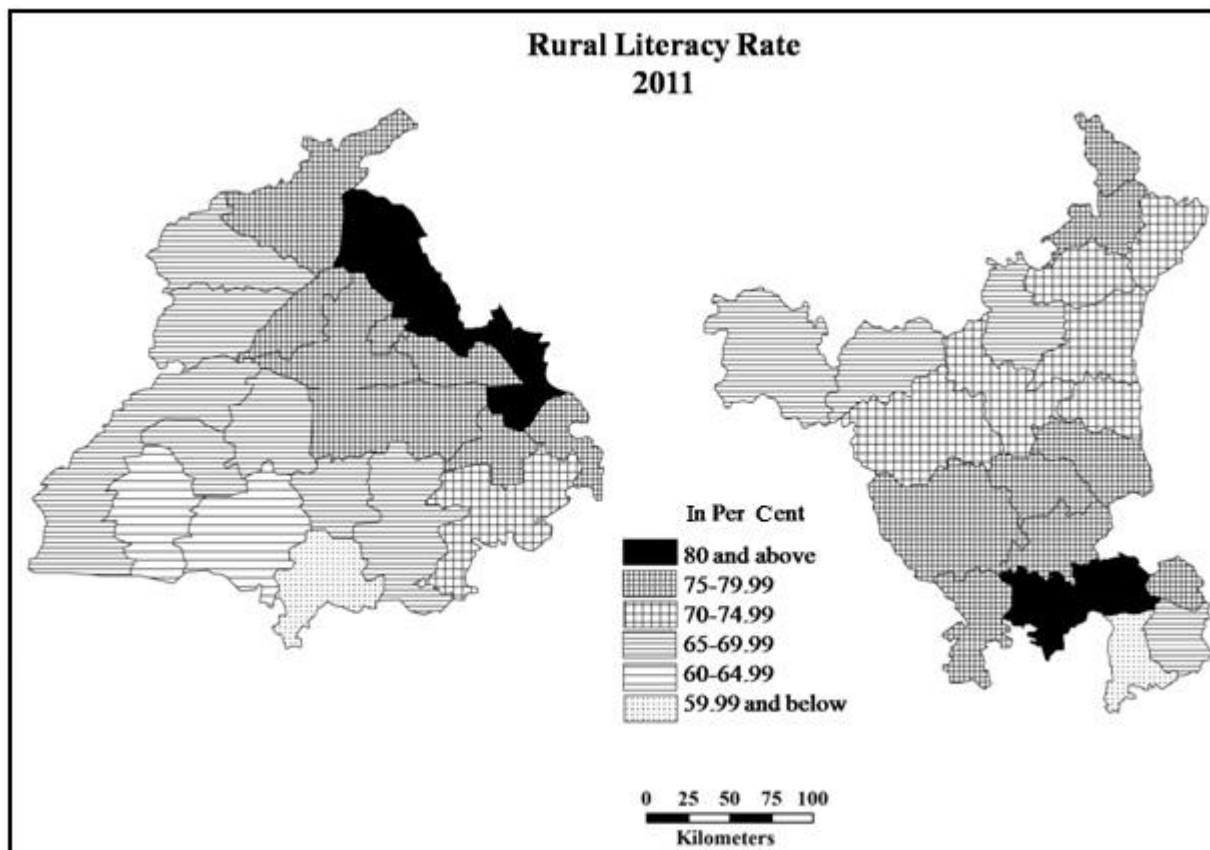 Rural Literacy Rate
2011
In Per Cent
80 and above
75-79.99
70-74.99
65-69.99
60-64.99
59.99 and below
0 25 50 75 100
Kilometers